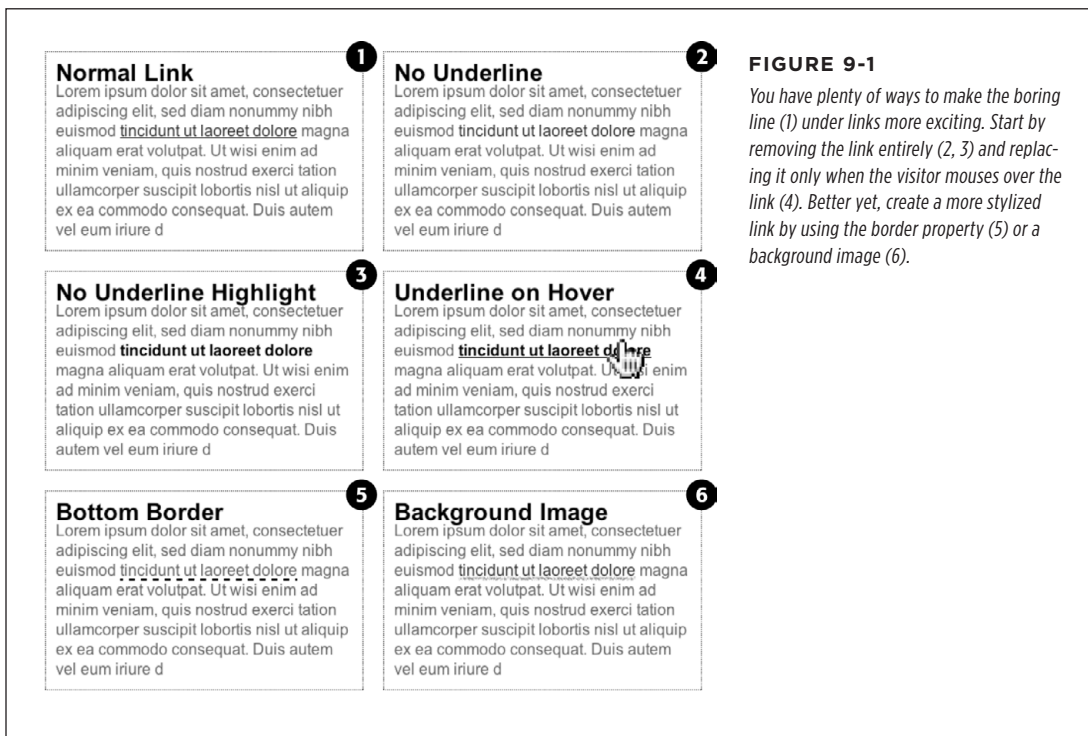 1
Normal Link
Lorem ipsum dolor sit amet, consectetuer
adipiscing elit, sed diam nonummy nibh
euismod tincidunt ut laoreet dolore magna
aliquam erat volutpat. Ut wisi enim ad
minim veniam, quis nostrud exerci tation
ullamcorper suscipit lobortis nisl ut aliquip
ex ea commodo consequat. Duis autem
vel eum iriure d
2
No Underline
Lorem ipsum dolor sit amet, consectetuer
adipiscing elit, sed diam nonummy nibh
euismod tincidunt ut laoreet dolore magna
aliquam erat volutpat. Ut wisi enim ad
minim veniam, quis nostrud exerci tation
ullamcorper suscipit lobortis nisl ut aliquip
ex ea commodo consequat. Duis autem
vel eum iriure d
3
No Underline Highlight
Lorem ipsum dolor sit amet, consectetuer
adipiscing elit, sed diam nonummy nibh
euismod tincidunt ut laoreet dolore
magna aliquam erat volutpat. Ut wisi enim
ad minim veniam, quis nostrud exerci
tation ullamcorper suscipit lobortis nisl ut
aliquip ex ea commodo consequat. Duis
autem vel eum iriure d
4
Underline on Hover
Lorem ipsum dolor sit amet, consectetuer
adipiscing elit, sed diam nonummy nibh
euismod tincidunt ut laoreet dolore
magna aliquam erat volutpat. enim
ad minim veniam, quis nostrud exerci
tation ullamcorper suscipit lobortis nisl ut
aliquip ex ea commodo consequat. Duis
autem vel eum iriure d
5
Bottom Border
Lorem ipsum dolor sit amet, consectetuer
adipiscing elit, sed diam nonummy nibh
euismod tincidunt ut laoreet dolore magna
aliquam erat volutpat. Ut wisi enim ad
minim veniam, quis nostrud exerci tation
ullamcorper suscipit lobortis nisl ut aliquip
ex ea commodo consequat. Duis autem
vel eum iriure d
6
Background Image
Lorem ipsum dolor sit amet, consectetuer
adipiscing elit, sed diam nonummy nibh
euismod tincidunt ut laoreet dolore magna
aliquam erat volutpat. Ut wisi enim ad
minim veniam, quis nostrud exerci tation
ullamcorper suscipit lobortis nisl ut aliquip
ex ea commodo consequat. Duis autem
vel eum iriure d
FIGURE 9-1
You have plenty of ways to make the boring
line (1) under links more exciting. Start by
removing the link entirely (2, 3) and replac-
ing it only when the visitor mouses over the
link (4). Better yet, create a more stylized
link by using the border property (5) or a
background image (6).